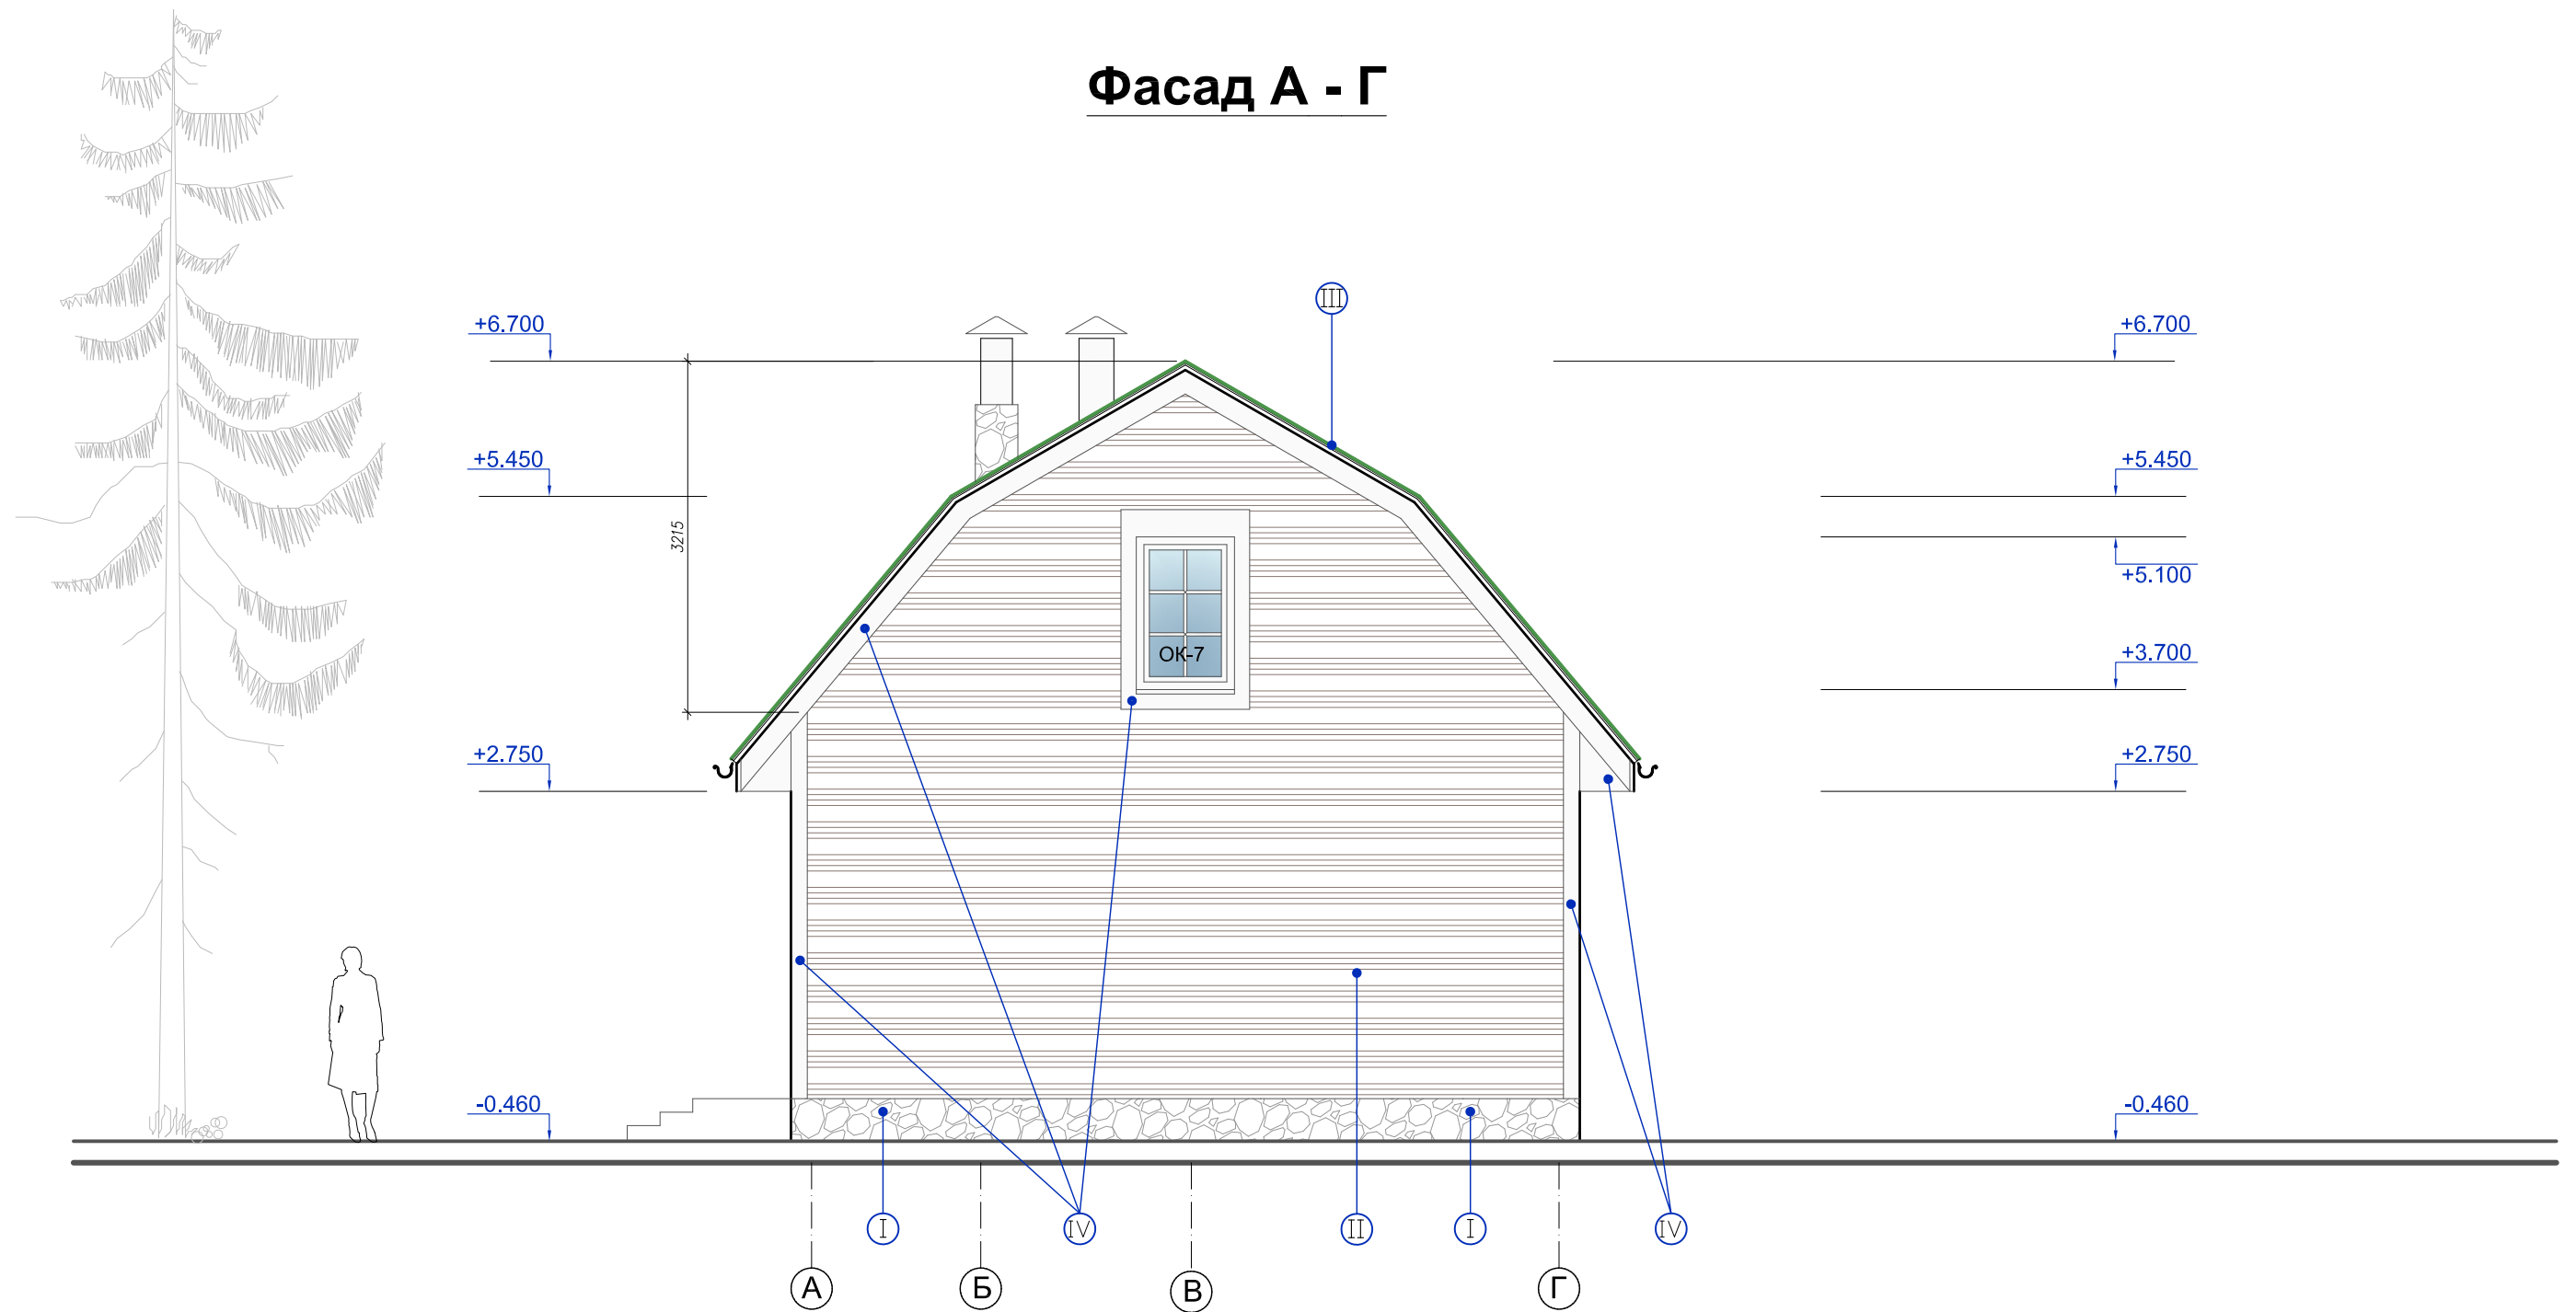 Фасад А - Г
III
+6.700
+6.700
+5.450
+5.450
3215
+5.100
ОК-7
+3.700
+2.750
+2.750
-0.460
-0.460
I
IV
II
I
IV
А
Б
В
Г